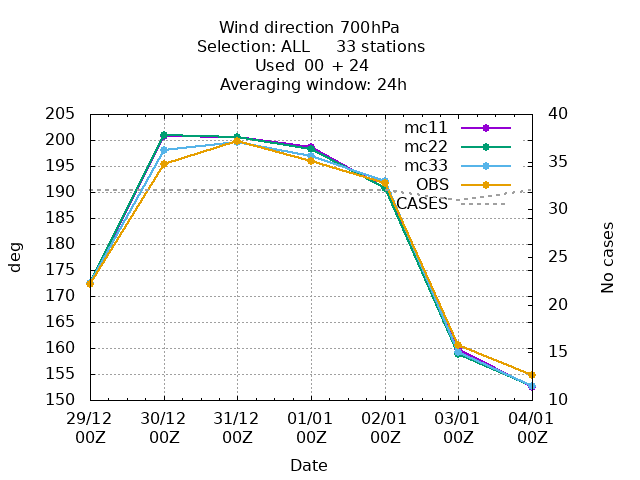 Wind direction 700hPa
Selection: ALL 33 stations
Used 00 + 24
Averaging window: 24h
205
200
195
190
185
180
175
170
165
160
155
150
deg
40
35
30
25
20
15
10
No cases
mc11
mc22
mc33
OBS
CASES
29/12 30/12 31/12 01/01 02/01 03/01 04/01
00Z 00Z 00Z 00Z 00Z 00Z 00Z
Date